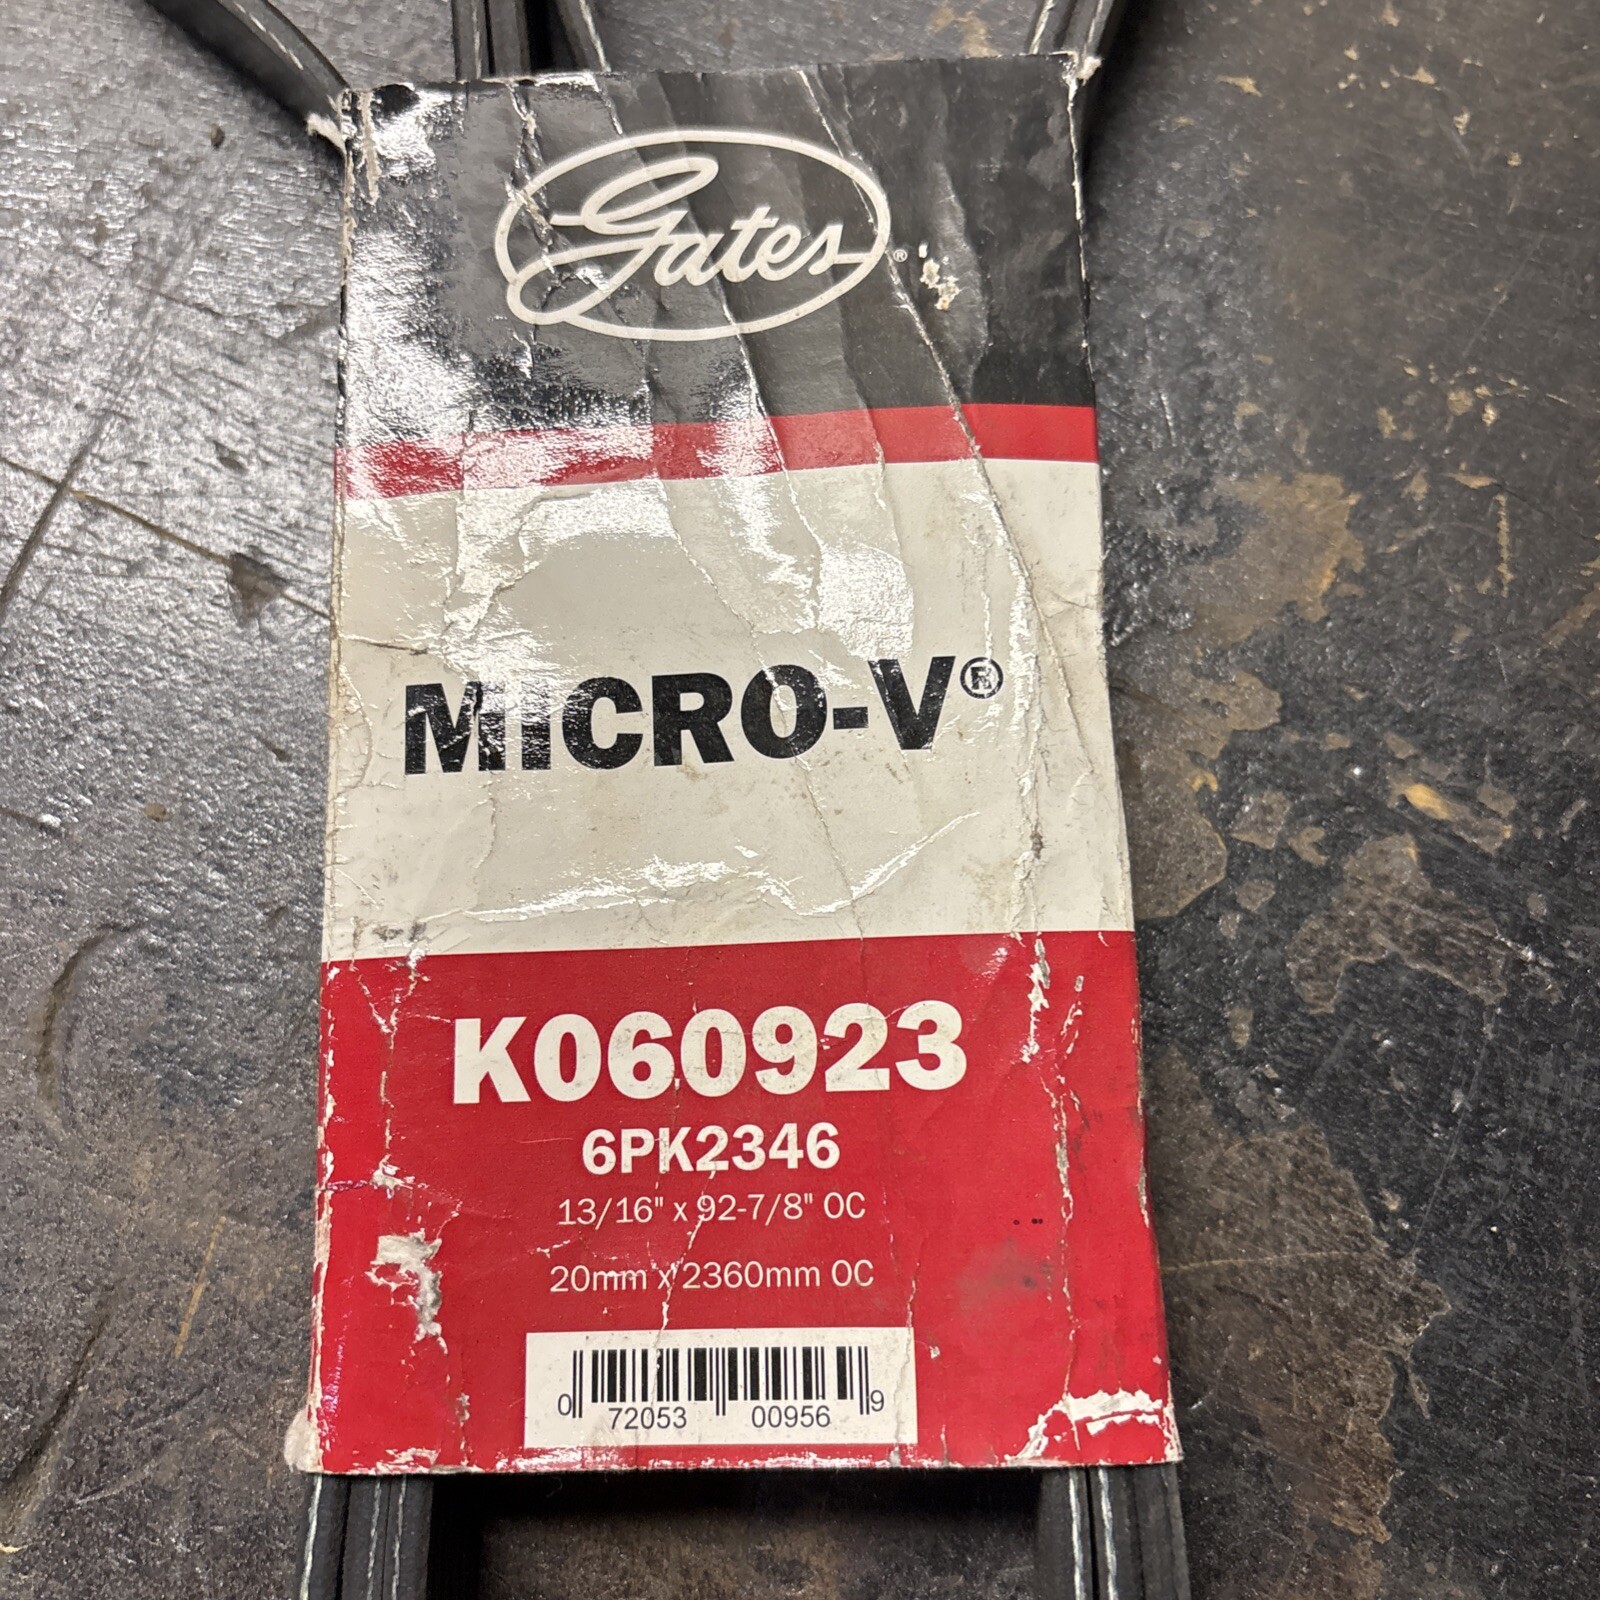 Gates®
MICRO-V®
K060923
6PK2346
13/16" x 92-7/8" OC
20mm x 2360mm OC
0 72053 00956 9